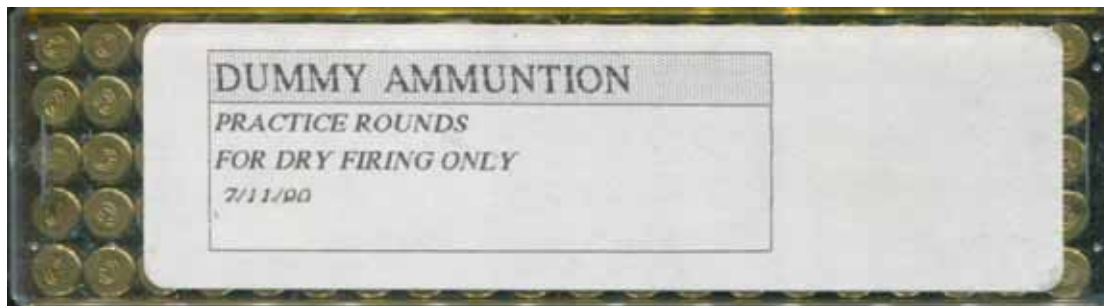 DUMMY AMMUNTION
PRACTICE ROUNDS
FOR DRY FIRING ONLY
7/11/90